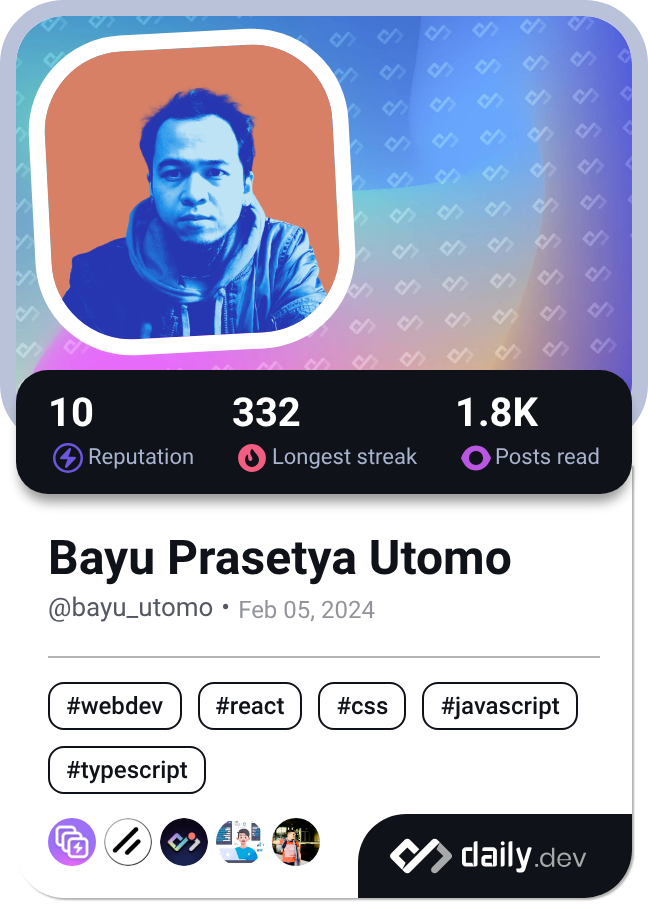 10 332 1.8K
Reputation Longest streak Posts read
Bayu Prasetya Utomo
@bayu_utomo • Feb 05, 2024
#webdev #react #css #javascript
#typescript
daily.dev